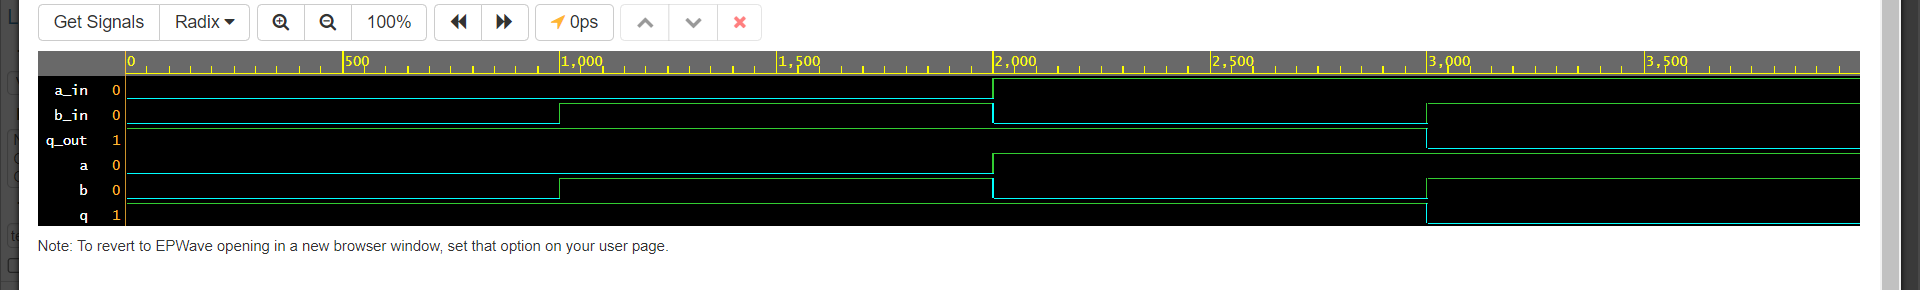 Get Signals Radix 100% 0ps
0 500 1,000 1,500 2,000 2,500 3,000 3,500
a_in 0
b_in 0
q_out 1
a 0
b 0
q 1
Note: To revert to EPWave opening in a new browser window, set that option on your user page.